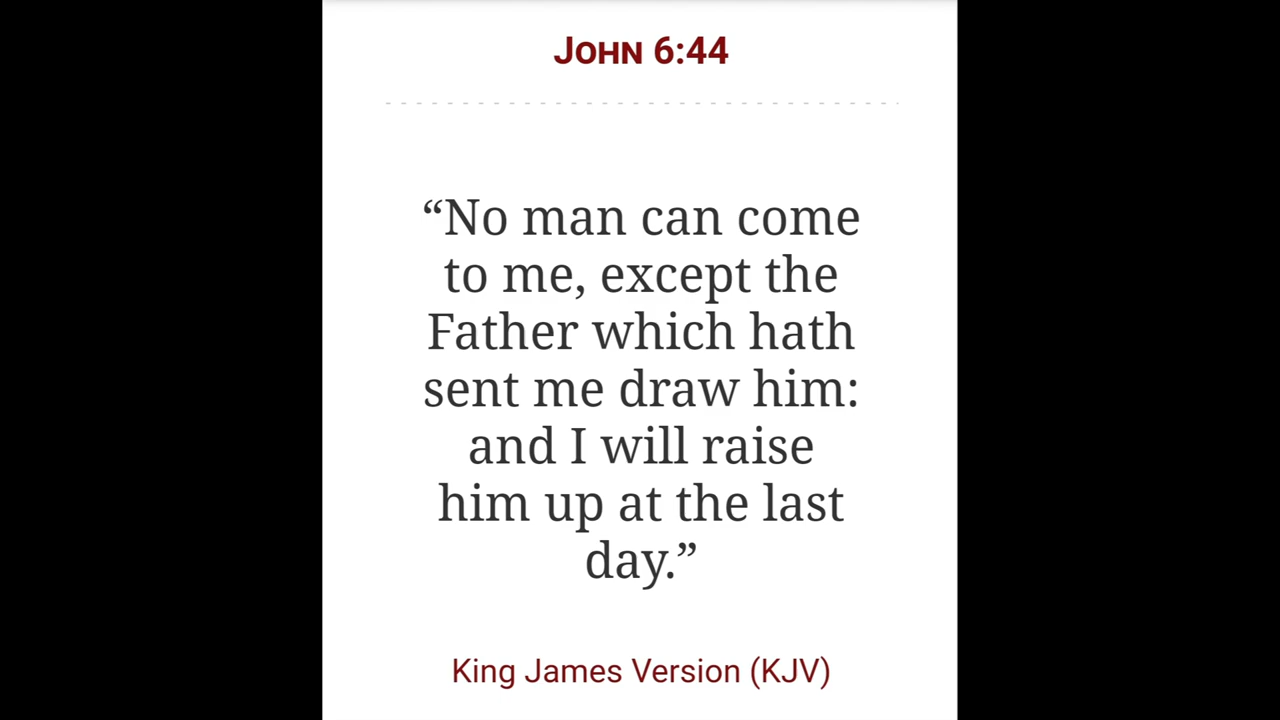 John 6:44
“No man can come
to me, except the
Father which hath
sent me draw him:
and I will raise
him up at the last
day.”
King James Version (KJV)